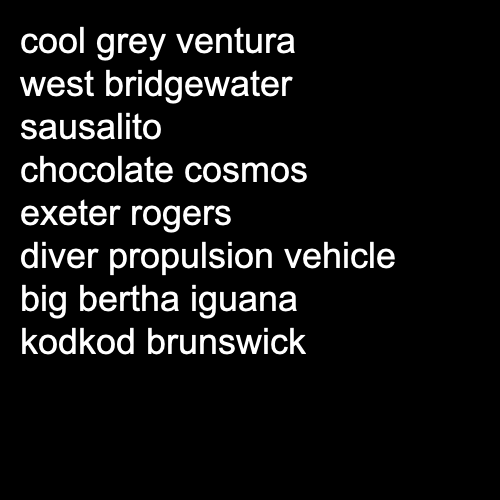 cool grey ventura
west bridgewater
sausalito
chocolate cosmos
exeter rogers
diver propulsion vehicle
big bertha iguana
kodkod brunswick